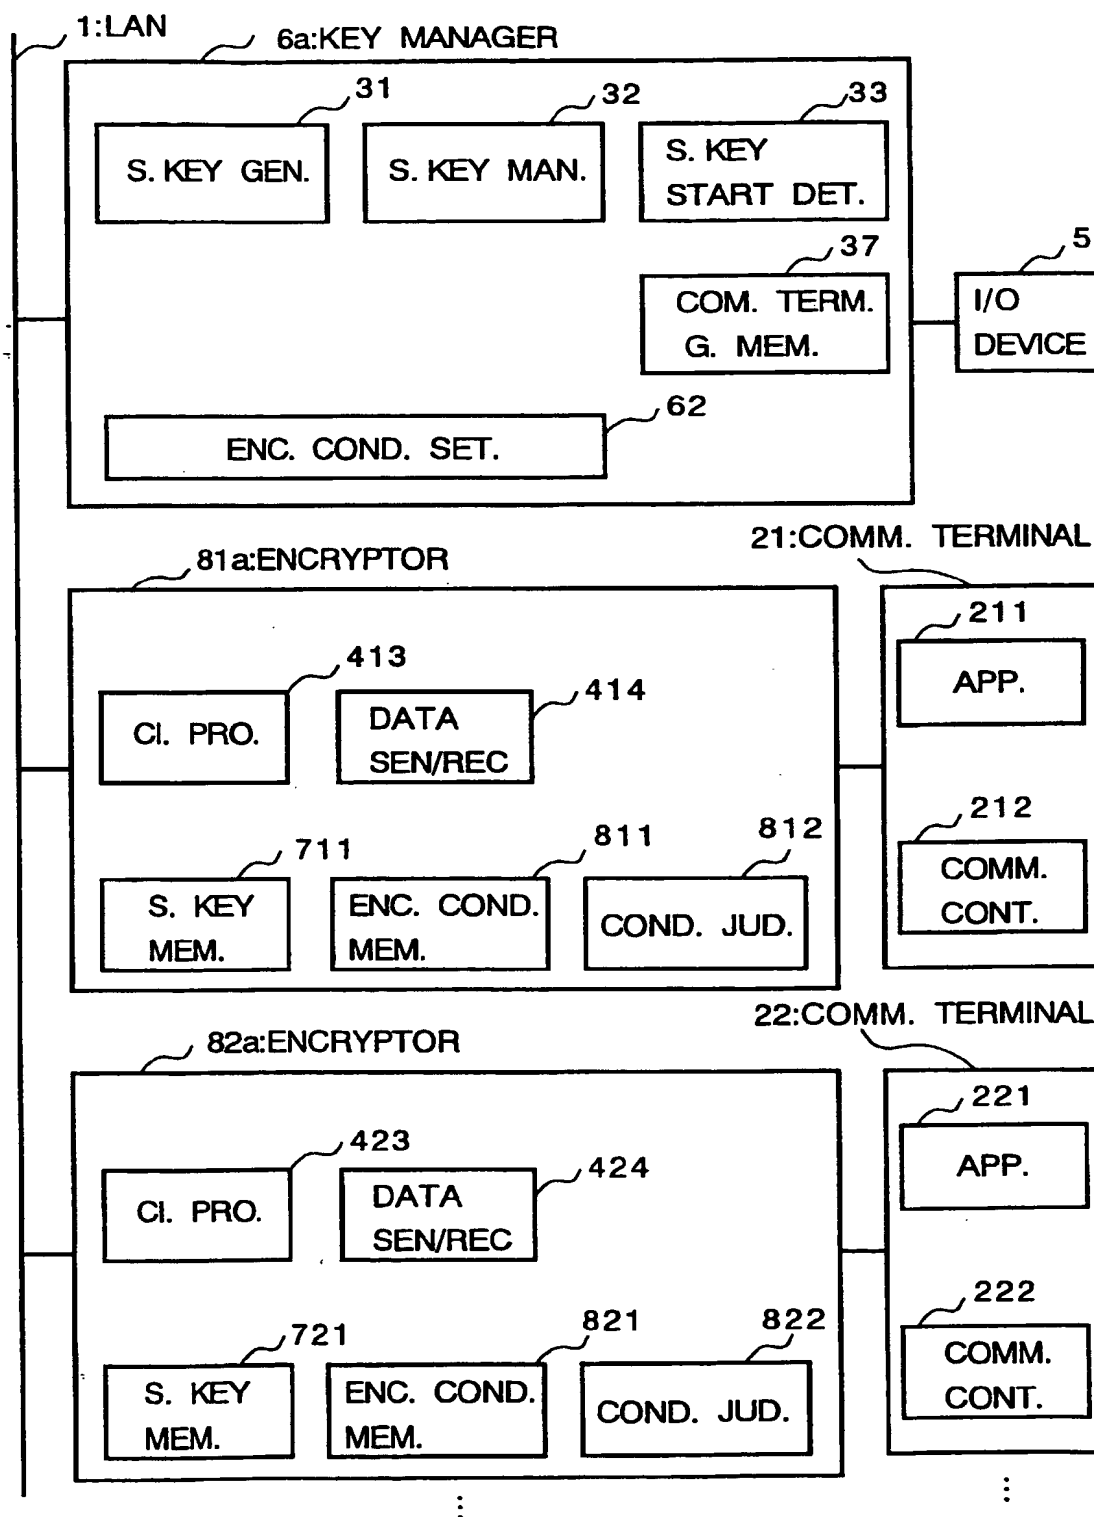 1:LAN
6a:KEY MANAGER
31
32
33
S. KEY GEN.
S. KEY MAN.
S. KEY
START DET.
37
COM. TERM.
G. MEM.
5
I/O
DEVICE
62
ENC. COND. SET.
81a:ENCRYPTOR
21:COMM. TERMINAL
413
414
CI. PRO.
DATA
SEN/REC
211
APP.
711
811
812
S. KEY
MEM.
ENC. COND.
MEM.
COND. JUD.
212
COMM.
CONT.
82a:ENCRYPTOR
22:COMM. TERMINAL
423
424
CI. PRO.
DATA
SEN/REC
221
APP.
721
821
822
S. KEY
MEM.
ENC. COND.
MEM.
COND. JUD.
222
COMM.
CONT.